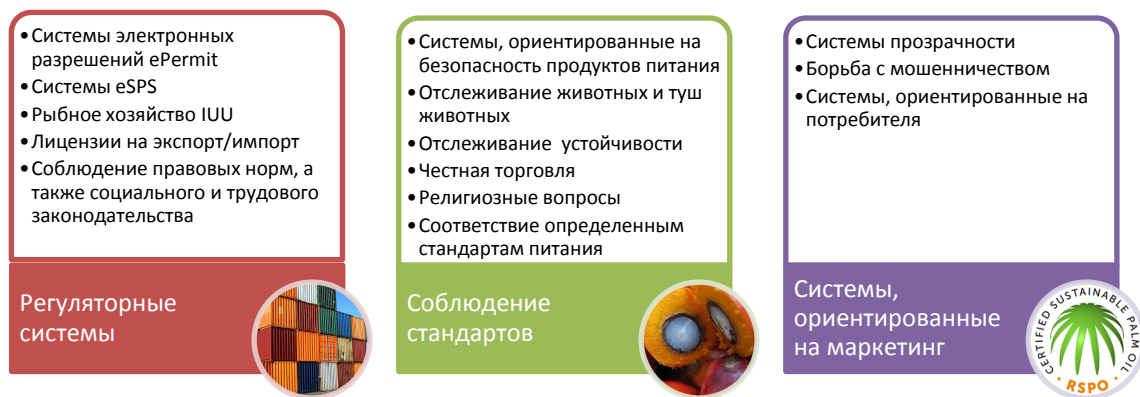 •Системы электронных
разрешений ePermit
•Системы eSPS
•Рыбное хозяйство IUU
•Лицензии на экспорт/импорт
•Соблюдение правовых норм, а
также социального и трудового
законодательства
Регуляторные
системы
•Системы, ориентированные на
безопасность продуктов питания
•Отслеживание животных и туш
животных
•Отслеживание устойчивости
•Честная торговля
•Религиозные вопросы
•Соответствие определенным
стандартам питания
Соблюдение
стандартов
•Системы прозрачности
•Борьба с мошенничеством
•Системы, ориентированные на
потребителя
Системы,
ориентированные
на маркетинг
CERTIFIED SUSTAINABLE PALM OIL
RSPO